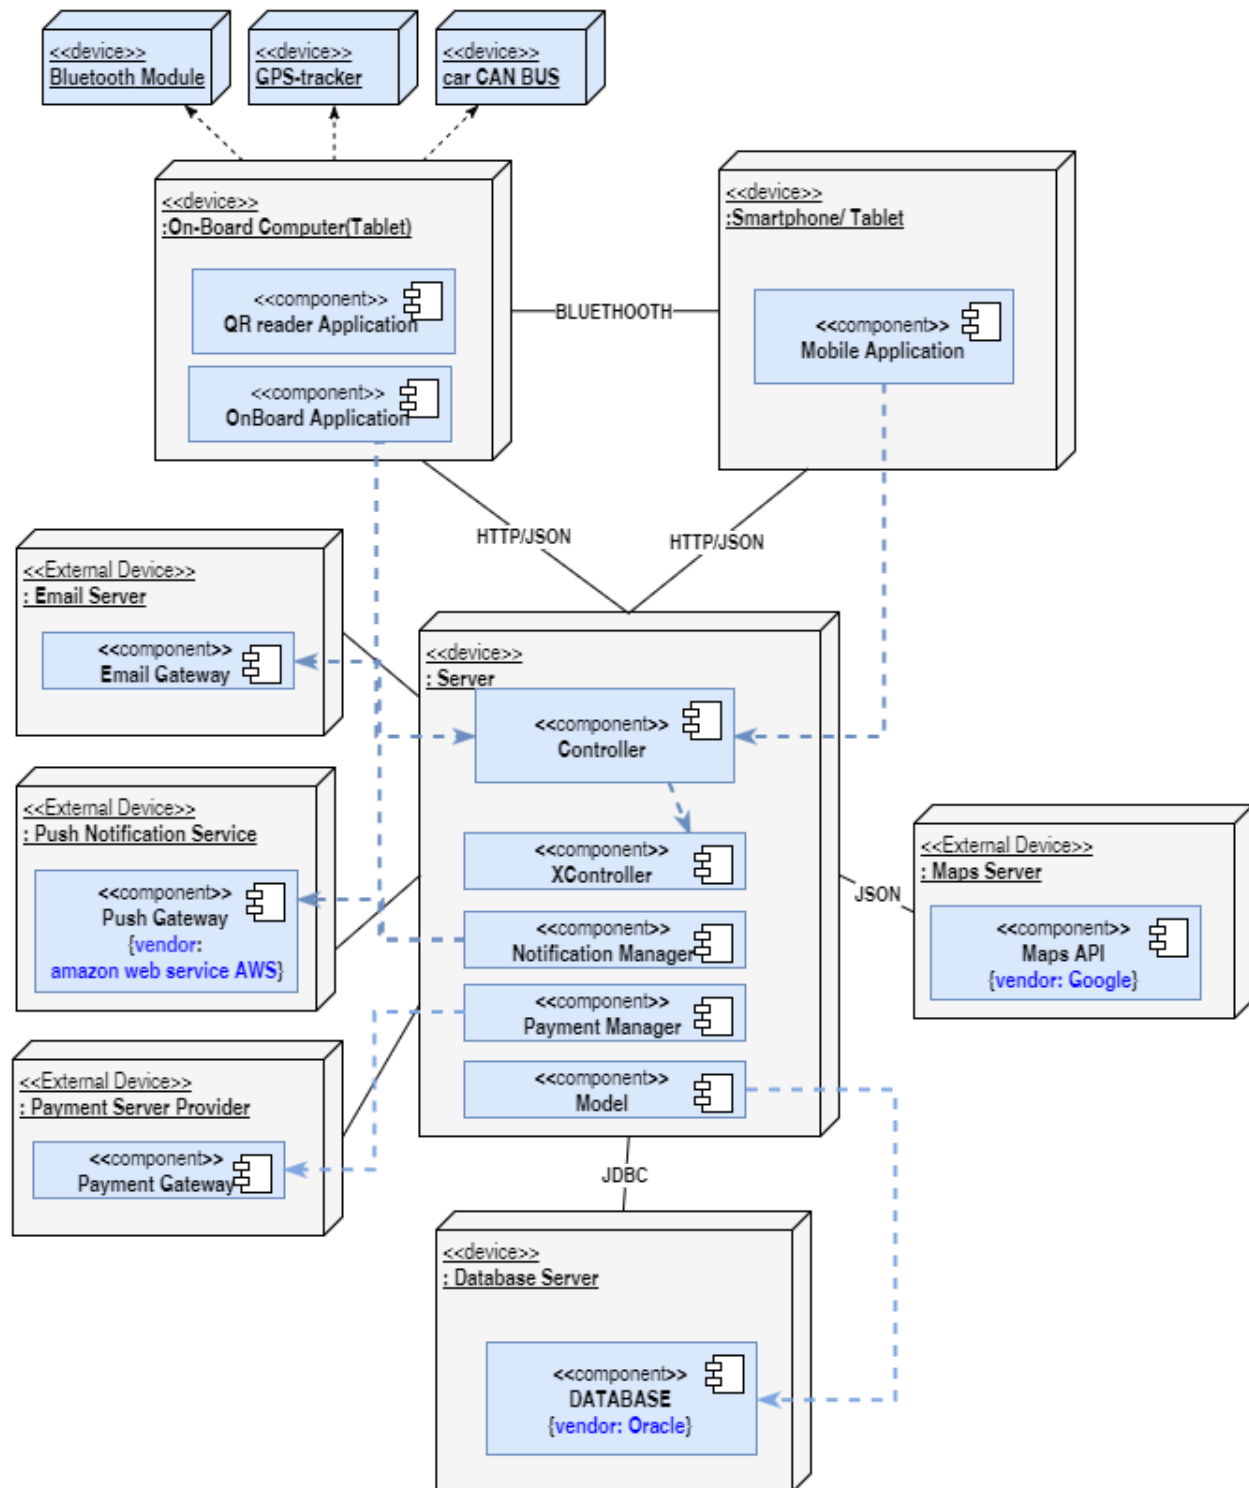 <<device>>
Bluetooth Module
<<device>>
GPS-tracker
<<device>>
car CAN BUS
<<device>>
:On-Board Computer(Tablet)
<<component>>
QR reader Application
<<component>>
OnBoard Application
BLUETHOOTH
<<device>>
:Smartphone/ Tablet
<<component>>
Mobile Application
HTTP/JSON
HTTP/JSON
<<External Device>>
: Email Server
<<component>>
Email Gateway
<<device>>
: Server
<<component>>
Controller
<<component>>
XController
<<component>>
Notification Manager
<<component>>
Payment Manager
<<component>>
Model
<<External Device>>
: Push Notification Service
<<component>>
Push Gateway
{vendor:
amazon web service AWS}
JSON
<<External Device>>
: Maps Server
<<component>>
Maps API
{vendor: Google}
<<External Device>>
: Payment Server Provider
<<component>>
Payment Gateway
JDBC
<<device>>
: Database Server
<<component>>
DATABASE
{vendor: Oracle}